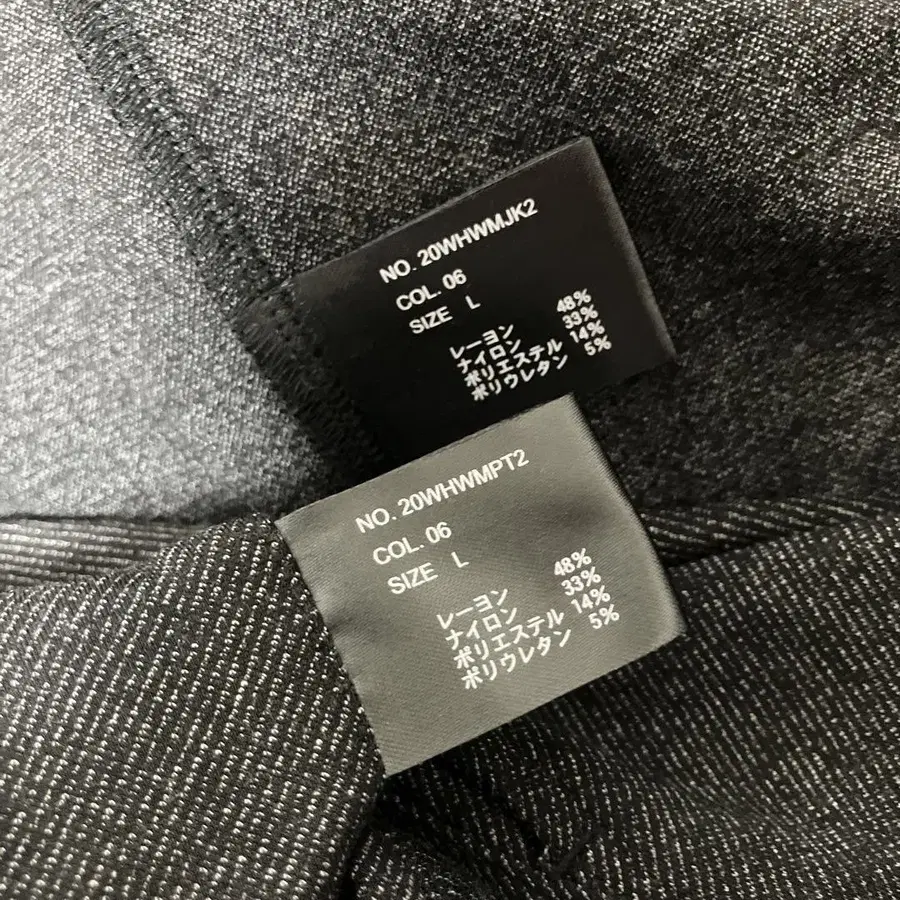 NO. 20WHWMJK2
COL. 06
SIZE L
レーヨン 48%
ナイロン 33%
ポリエステル 14%
ポリウレタン 5%
NO. 20WHWMPT2
COL. 06
SIZE L
レーヨン 48%
ナイロン 33%
ポリエステル 14%
ポリウレタン 5%